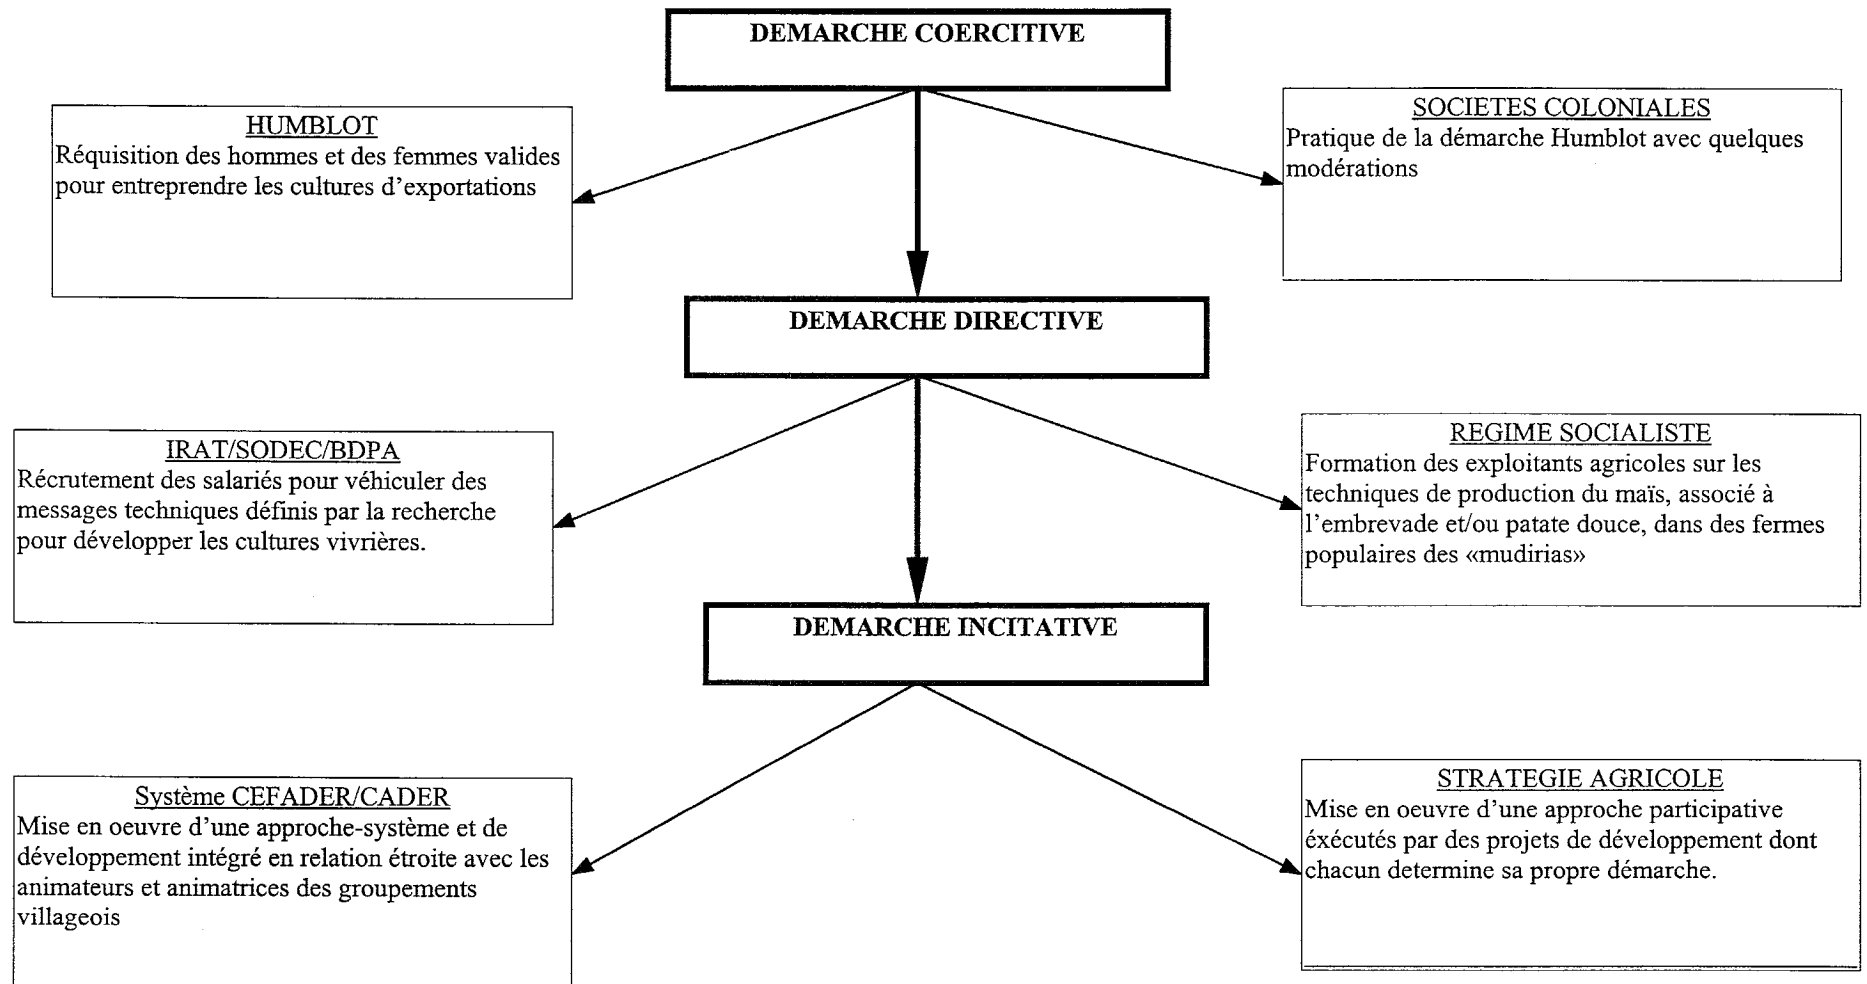 DEMARCHE COERCITIVE
HUMBLOT
Réquisition des hommes et des femmes valides
pour entreprendre les cultures d'exportations
SOCIETES COLONIALES
Pratique de la démarche Humblot avec quelques
modérations
DEMARCHE DIRECTIVE
IRAT/SODEC/BDPA
Récrutement des salariés pour véhiculer des
messages techniques définis par la recherche
pour développer les cultures vivrières.
REGIME SOCIALISTE
Formation des exploitants agricoles sur les
techniques de production du maïs, associé à
l'embrevade et/ou patate douce, dans des fermes
populaires des «mudirias»
DEMARCHE INCITATIVE
Système CEFADER/CADER
Mise en oeuvre d'une approche-système et de
développement intégré en relation étroite avec les
animateurs et animatrices des groupements
villageois
STRATEGIE AGRICOLE
Mise en oeuvre d'une approche participative
éxécutés par des projets de développement dont
chacun determine sa propre démarche.